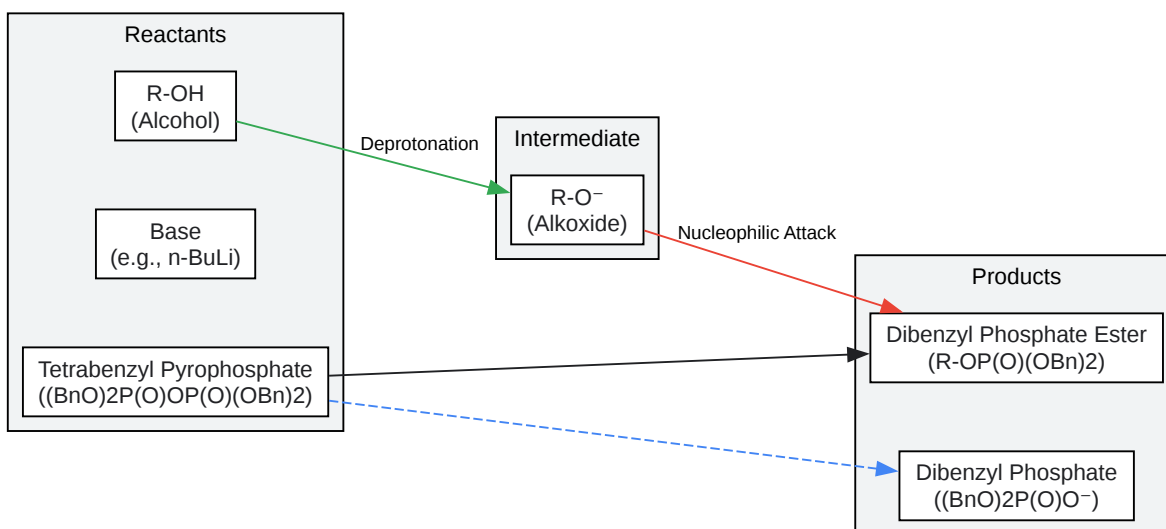 Reactants
R-OH
(Alcohol)
Deprotonation
Base
(e.g., n-BuLi)
Tetrabenzyl Pyrophosphate
((BnO)2P(O)OP(O)(OBn)2)
Intermediate
R-O⁻
(Alkoxide)
Nucleophilic Attack
Products
Dibenzyl Phosphate Ester
(R-OP(O)(OBn)2)
Dibenzyl Phosphate
((BnO)2P(O)O⁻)